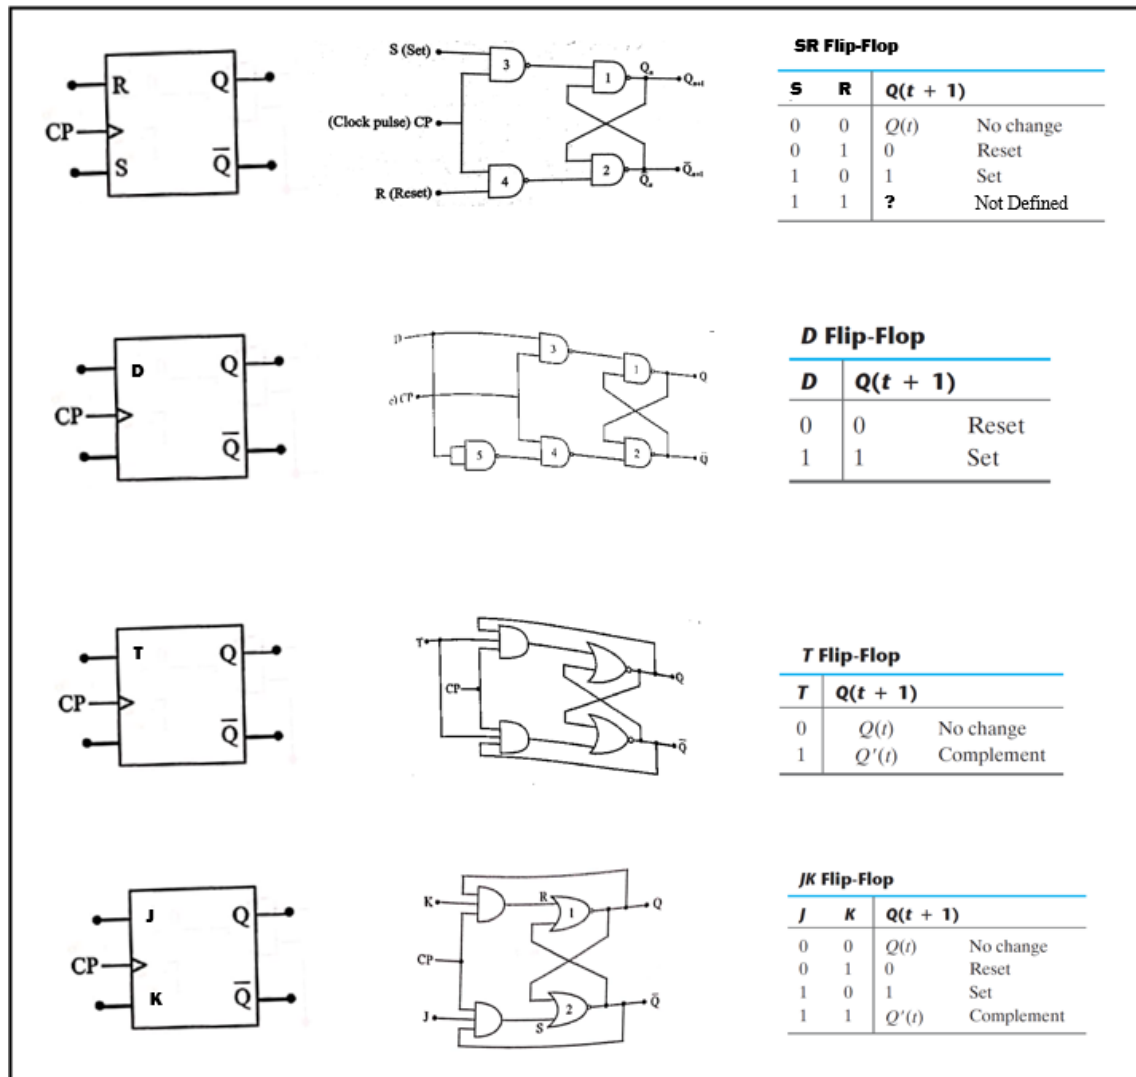 R
Q
CP
S
Q̅
S (Set)
3
1
Qₙ
Qₙ₊₁
(Clock pulse) CP
4
2
Q̅ₙ
Q̅ₙ₊₁
R (Reset)
SR Flip-Flop
S R Q(t + 1)
0 0 Q(t) No change
0 1 0 Reset
1 0 1 Set
1 1 ? Not Defined
D
Q
CP
Q̅
D
3
1
Q
CP
5
4
2
Q̅
D Flip-Flop
D Q(t + 1)
0 0 Reset
1 1 Set
T
Q
CP
Q̅
T
CP
Q
Q̅
T Flip-Flop
T Q(t + 1)
0 Q(t) No change
1 Q′(t) Complement
J
Q
CP
K
Q̅
K
R
1
Q
CP
J
S
2
Q̅
JK Flip-Flop
J K Q(t + 1)
0 0 Q(t) No change
0 1 0 Reset
1 0 1 Set
1 1 Q′(t) Complement